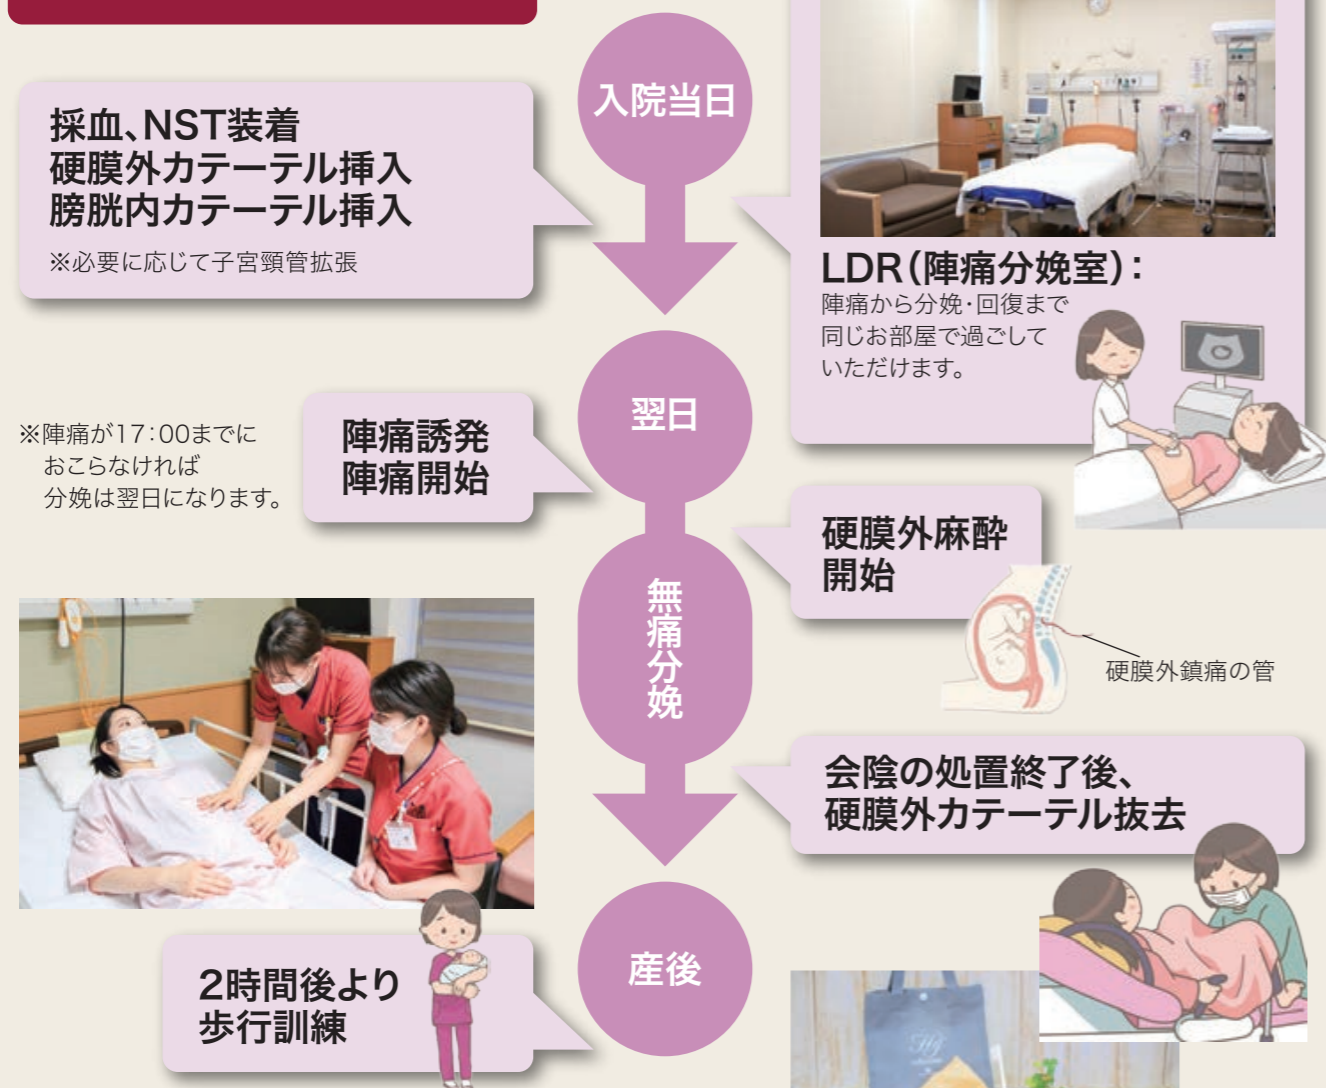 入院当日
採血、NST装着
硬膜外カテーテル挿入
膀胱内カテーテル挿入
※必要に応じて子宮頸管拡張
LDR（陣痛分娩室）：
陣痛から分娩・回復まで
同じお部屋で過ごして
いただけます。
翌日
※陣痛が17：00までに
おこらなければ
分娩は翌日になります。
陣痛誘発
陣痛開始
硬膜外麻酔
開始
硬膜外鎮痛の管
無痛分娩
会陰の処置終了後、
硬膜外カテーテル抜去
産後
2時間後より
歩行訓練